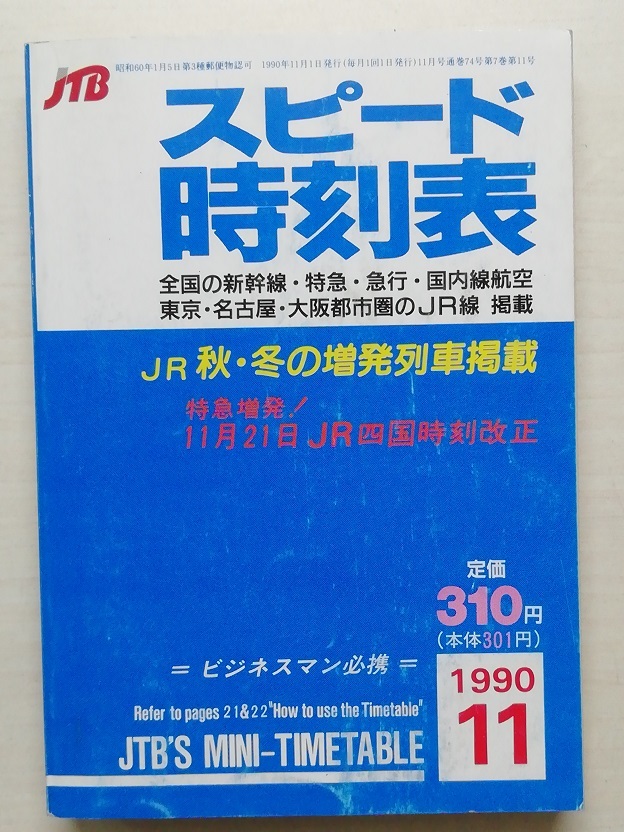 JTB
昭和60年1月5日第3種郵便物認可 1990年11月1日発行(毎月1回1日発行)11月号通巻74号第7巻第11号
スピード
時刻表
全国の新幹線・特急・急行・国内線航空
東京・名古屋・大阪都市圏のJR線 掲載
JR 秋・冬の増発列車掲載
特急増発!
11月21日 JR四国時刻改正
定価
310円
(本体301円)
=ビジネスマン必携=
1990
11
Refer to pages 21&22"How to use the Timetable"
JTB'S MINI-TIMETABLE